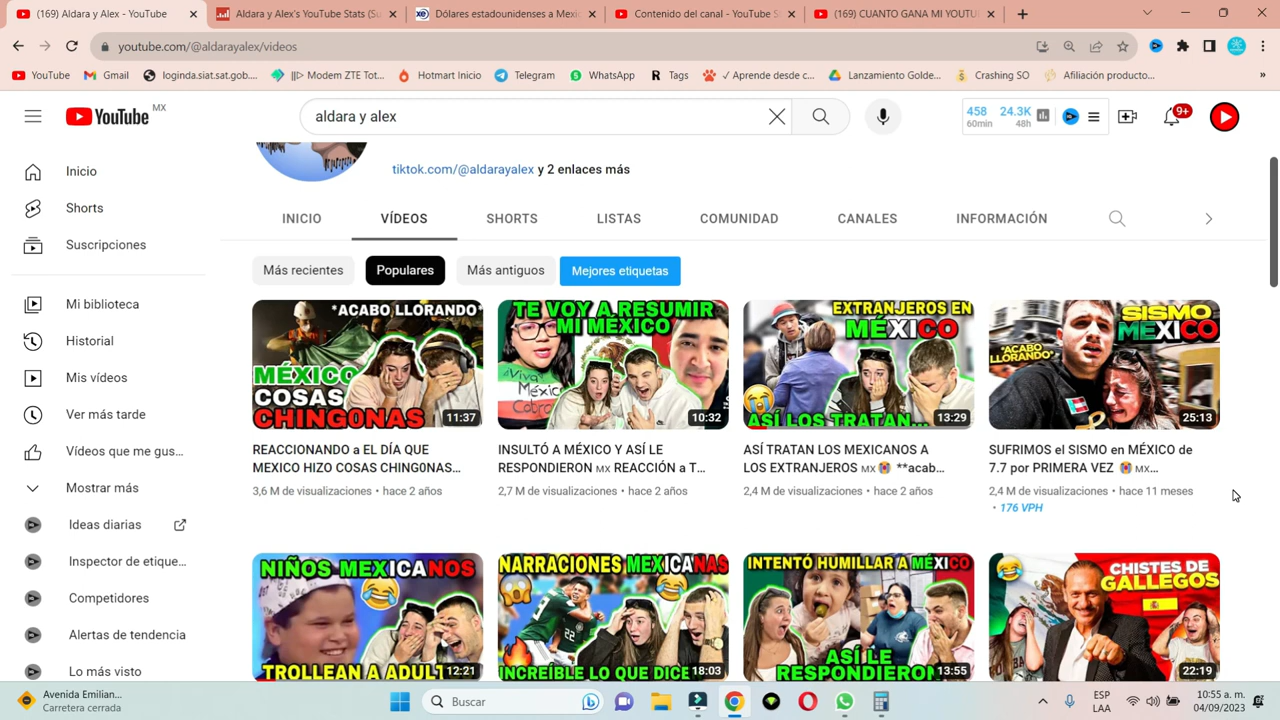 (169) Aldara y Alex - YouTube
Aldara y Alex's YouTube Stats (Su
Dólares estadounidenses a Mexi
Contenido del canal - YouTube S
(169) CUANTO GANA MI YOUTU
youtube.com/@aldarayalex/videos
YouTube
Gmail
loginda.siat.sat.gob....
||▷ Modem ZTE Tot...
Hotmart Inicio
Telegram
WhatsApp
Tags
✓ Aprende desde c...
Lanzamiento Golde...
Crashing SO
Afiliación producto...
»
YouTube MX
aldara y alex
458 24.3K
60min 48h
9+
tiktok.com/@aldarayalex y 2 enlaces más
INICIO
VÍDEOS
SHORTS
LISTAS
COMUNIDAD
CANALES
INFORMACIÓN
Más recientes
Populares
Más antiguos
Mejores etiquetas
Inicio
Shorts
Suscripciones
Mi biblioteca
Historial
Mis vídeos
Ver más tarde
Vídeos que me gus...
Mostrar más
Ideas diarias
Inspector de etique...
Competidores
Alertas de tendencia
Lo más visto
*ACABO LLORANDO*
MÉXICO
COSAS
CHINGONAS
11:37
REACCIONANDO a EL DÍA QUE
MEXICO HIZO COSAS CHING0NAS...
3,6 M de visualizaciones • hace 2 años
TE VOY A RESUMIR
MI MÉXICO
¡Viva
Méxic
Cabro
10:32
INSULTÓ A MÉXICO Y ASÍ LE
RESPONDIERON MX REACCIÓN a T...
2,7 M de visualizaciones • hace 2 años
EXTRANJEROS EN
MÉXICO
ASÍ LOS TRATAN...
13:29
ASÍ TRATAN LOS MEXICANOS A
LOS EXTRANJEROS MX **acab...
2,4 M de visualizaciones • hace 2 años
SISMO
MÉXICO
*ACABO
LLORANDO*
25:13
SUFRIMOS el SISMO en MÉXICO de
7.7 por PRIMERA VEZ MX...
2,4 M de visualizaciones • hace 11 meses
• 176 VPH
NIÑOS MEXICANOS
TROLLEAN A ADULT
12:21
NARRACIONES MEXICANAS
22
INCREÍBLE LO QUE DICE
18:03
INTENTÓ HUMILLAR A MÉXICO
ASÍ LE
RESPONDIERON
13:55
CHISTES DE
GALLEGOS
22:19
Avenida Emilian...
Carretera cerrada
Buscar
ESP
LAA
10:55 a. m.
04/09/2023